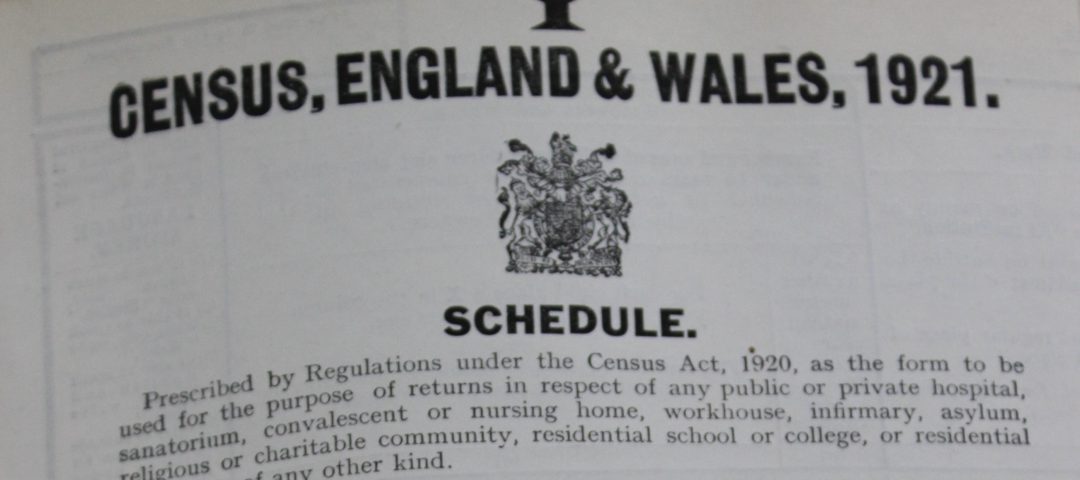 CENSUS, ENGLAND & WALES, 1921.
SCHEDULE.
Prescribed by Regulations under the Census Act, 1920, as the form to be
used for the purpose of returns in respect of any public or private hospital,
sanatorium, convalescent or nursing home, workhouse, infirmary, asylum,
religious or charitable community, residential school or college, or residential
of any other kind.